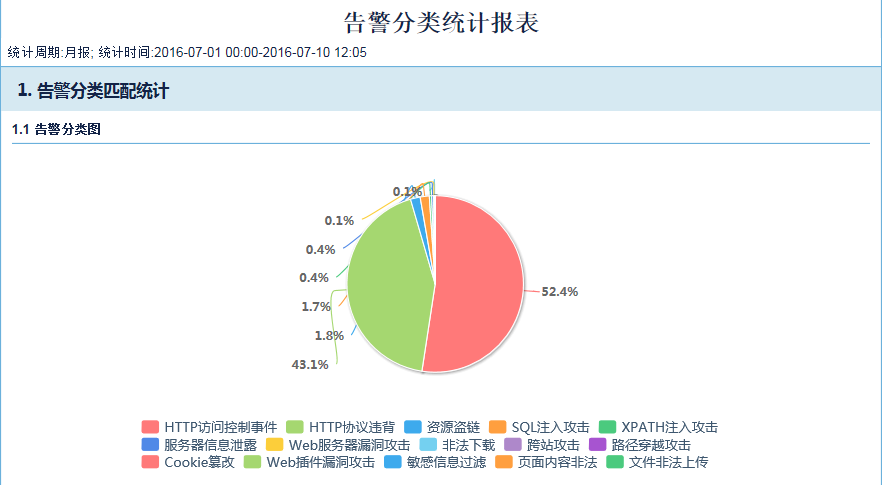 告警分类统计报表
统计周期:月报; 统计时间:2016-07-01 00:00-2016-07-10 12:05
1. 告警分类匹配统计
1.1 告警分类图
0.1%
0.1%
0.4%
0.4%
1.7%
1.8%
43.1%
52.4%
HTTP访问控制事件 HTTP协议违背 资源盗链 SQL注入攻击 XPATH注入攻击
服务器信息泄露 Web服务器漏洞攻击 非法下载 跨站攻击 路径穿越攻击
Cookie篡改 Web插件漏洞攻击 敏感信息过滤 页面内容非法 文件非法上传